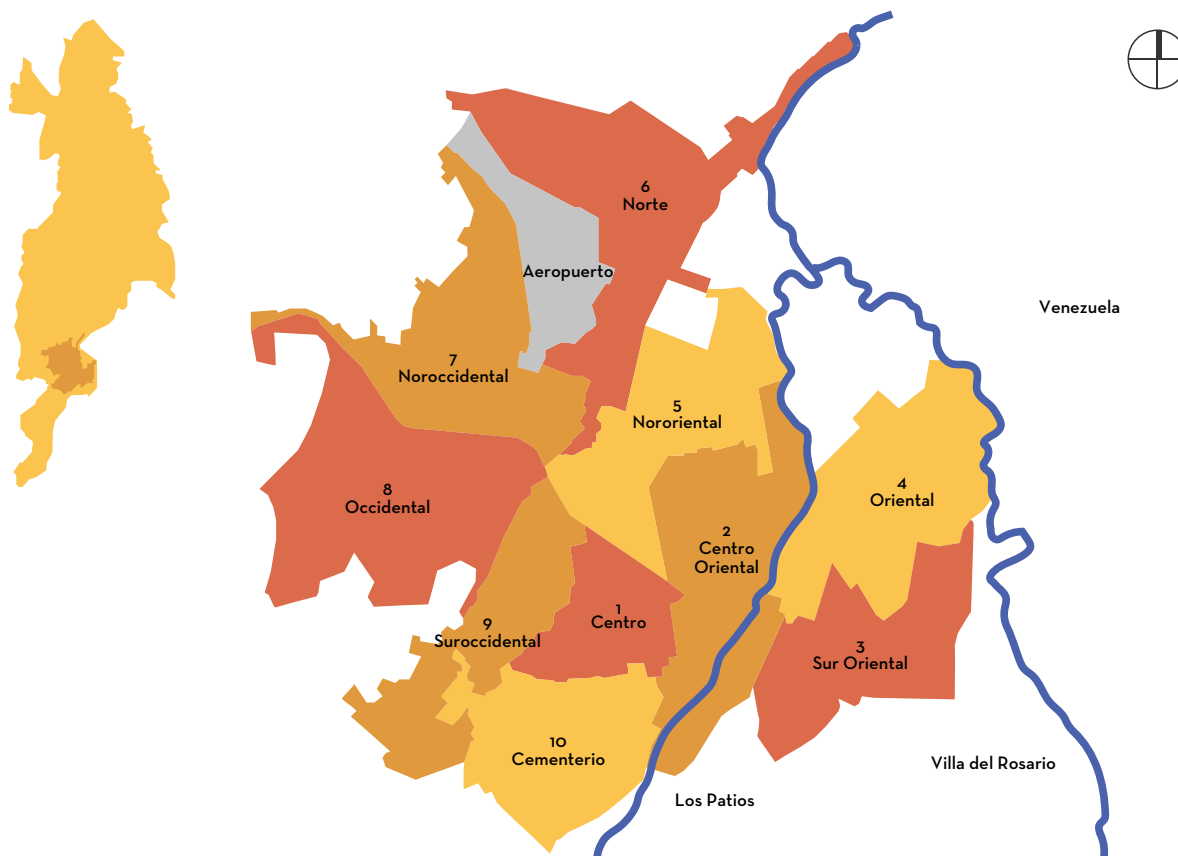 6
Norte
Aeropuerto
Venezuela
7
Noroccidental
5
Nororiental
8
Occidental
4
Oriental
2
Centro
Oriental
1
Centro
9
Suroccidental
3
Sur Oriental
10
Cementerio
Villa del Rosario
Los Patios